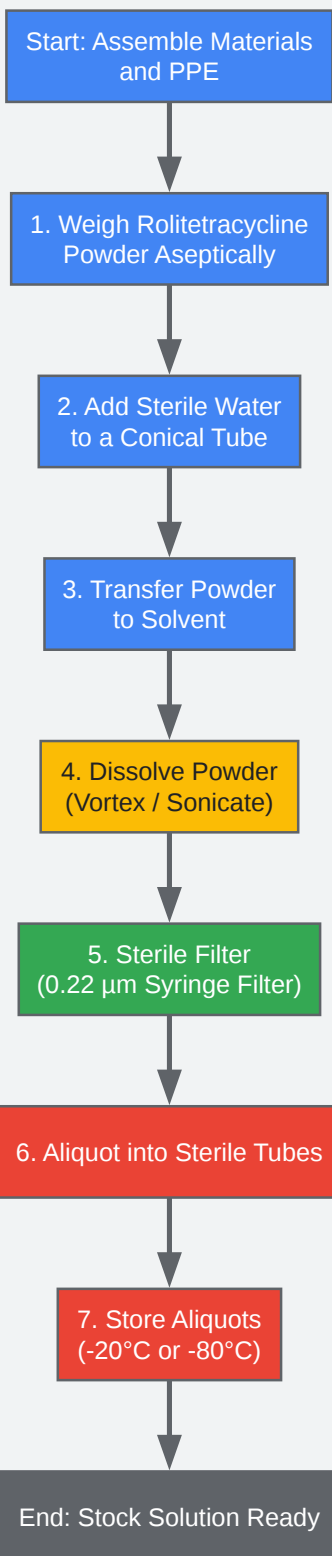 Start: Assemble Materials
and PPE
1. Weigh Rolitetracycline
Powder Aseptically
2. Add Sterile Water
to a Conical Tube
3. Transfer Powder
to Solvent
4. Dissolve Powder
(Vortex / Sonicate)
5. Sterile Filter
(0.22 µm Syringe Filter)
6. Aliquot into Sterile Tubes
7. Store Aliquots
(-20°C or -80°C)
End: Stock Solution Ready